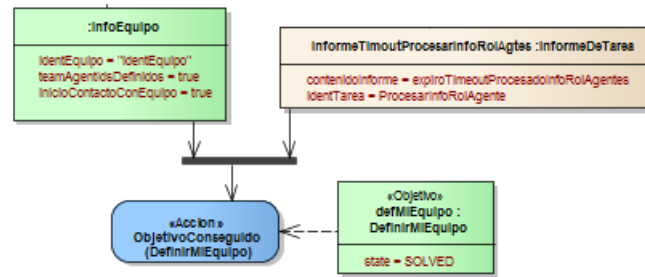 :InfoEquipo
identEquipo = "identEquipo"
teamAgentIdsDefinidos = true
inicioContactoConEquipo = true
InformeTimoutProcesarInfoRolAgtes :InformeDeTarea
contenidoInforme = expiroTimeoutProcesadoInfoRolAgentes
identTarea = ProcesarInfoRolAgente
«Accion»
ObjetivoConseguido
(DefinirMiEquipo)
«Objetivo»
defMiEquipo :
DefinirMiEquipo
state = SOLVED